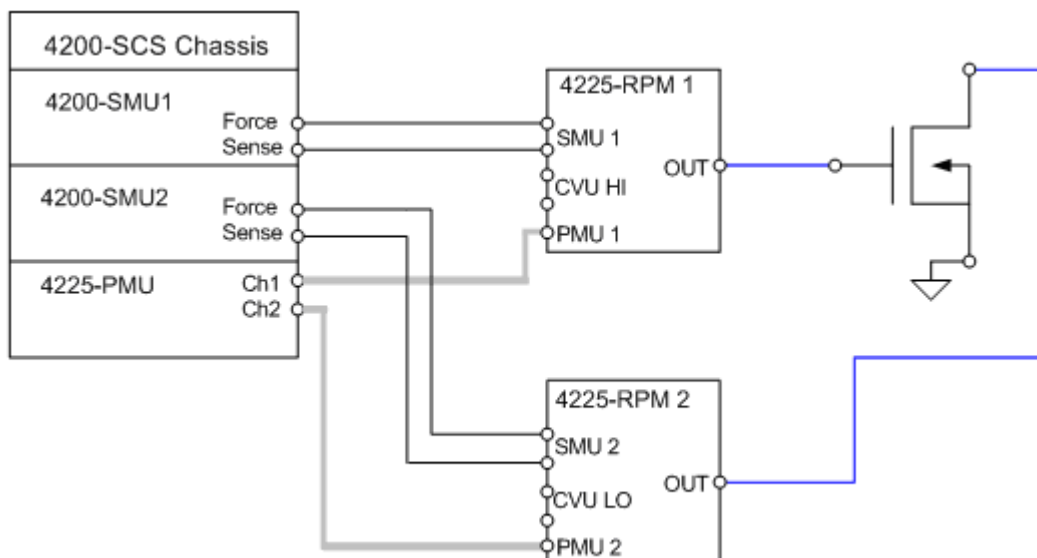 4200-SCS Chassis
4200-SMU1
Force
Sense
4200-SMU2
Force
Sense
4225-PMU
Ch1
Ch2
4225-RPM 1
SMU 1
CVU HI
OUT
PMU 1
4225-RPM 2
SMU 2
CVU LO
OUT
PMU 2